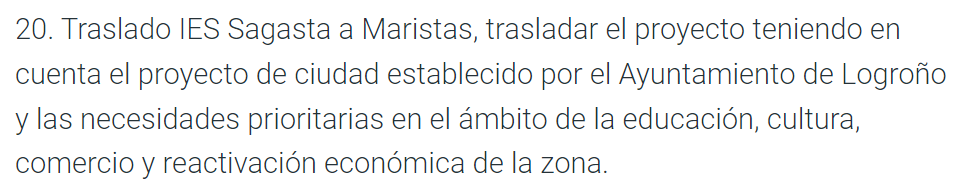 20. Traslado IES Sagasta a Maristas, trasladar el proyecto teniendo en
cuenta el proyecto de ciudad establecido por el Ayuntamiento de Logroño
y las necesidades prioritarias en el ámbito de la educación, cultura,
comercio y reactivación económica de la zona.